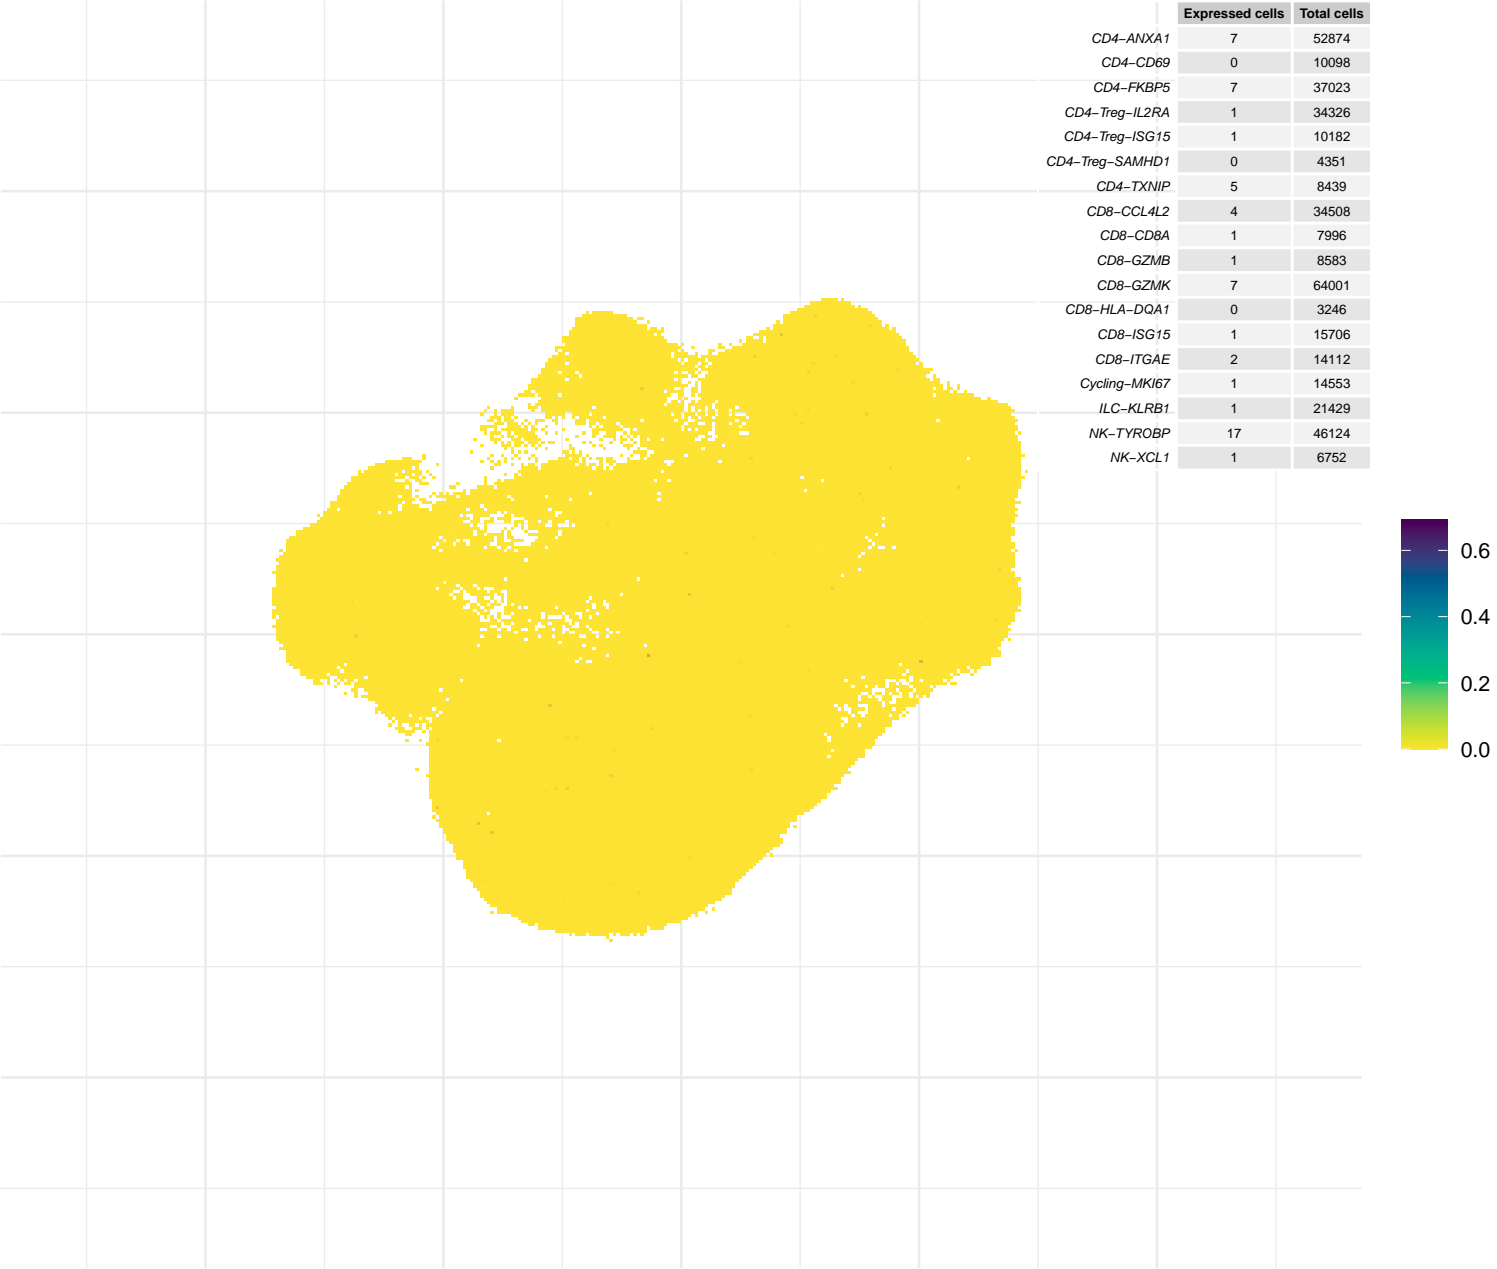 Expressed cells Total cells
CD4−ANXA1 7 52874
CD4−CD69 0 10098
CD4−FKBP5 7 37023
CD4−Treg−IL2RA 1 34326
CD4−Treg−ISG15 1 10182
CD4−Treg−SAMHD1 0 4351
CD4−TXNIP 5 8439
CD8−CCL4L2 4 34508
CD8−CD8A 1 7996
CD8−GZMB 1 8583
CD8−GZMK 7 64001
CD8−HLA−DQA1 0 3246
CD8−ISG15 1 15706
CD8−ITGAE 2 14112
Cycling−MKI67 1 14553
ILC−KLRB1 1 21429
NK−TYROBP 17 46124
NK−XCL1 1 6752
0.6
0.4
0.2
0.0